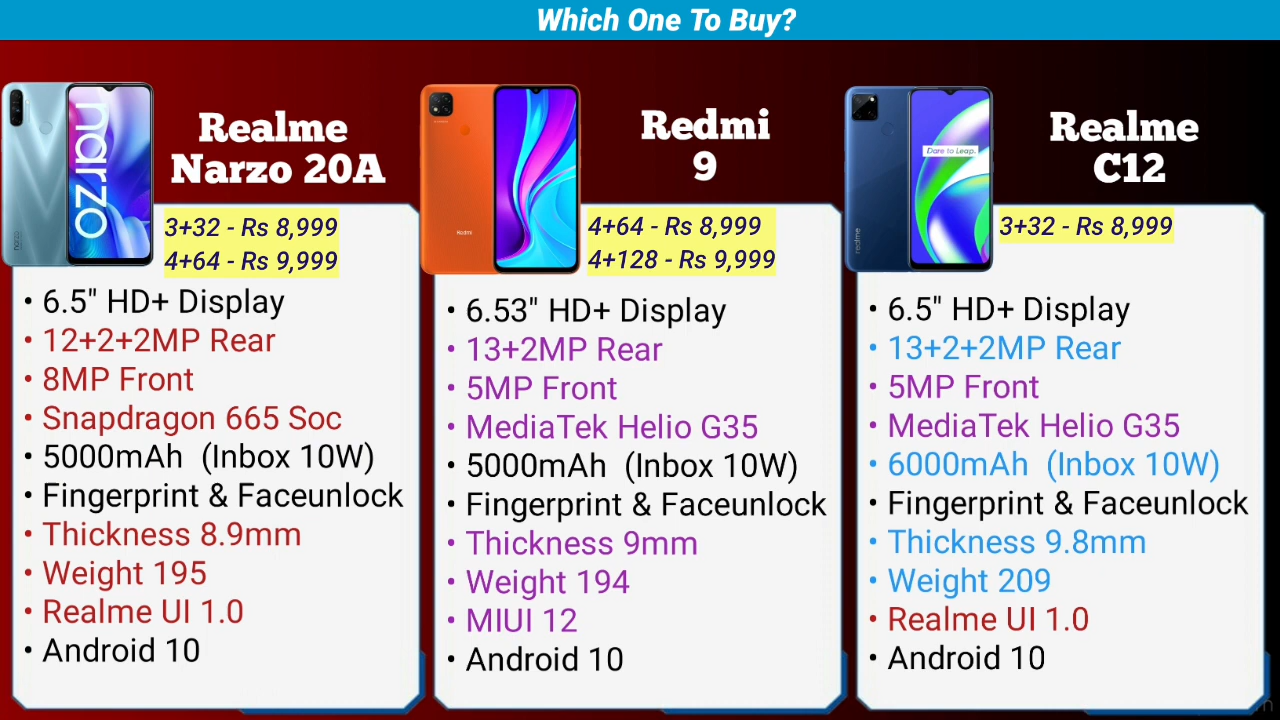 Which One To Buy?
Realme
Narzo 20A
3+32 - Rs 8,999
4+64 - Rs 9,999
narzo
• 6.5" HD+ Display
• 12+2+2MP Rear
• 8MP Front
• Snapdragon 665 Soc
• 5000mAh (Inbox 10W)
• Fingerprint & Faceunlock
• Thickness 8.9mm
• Weight 195
• Realme UI 1.0
• Android 10
Redmi
9
4+64 - Rs 8,999
4+128 - Rs 9,999
Redmi
• 6.53" HD+ Display
• 13+2MP Rear
• 5MP Front
• MediaTek Helio G35
• 5000mAh (Inbox 10W)
• Fingerprint & Faceunlock
• Thickness 9mm
• Weight 194
• MIUI 12
• Android 10
Realme
C12
3+32 - Rs 8,999
Dare to Leap.
realme
• 6.5" HD+ Display
• 13+2+2MP Rear
• 5MP Front
• MediaTek Helio G35
• 6000mAh (Inbox 10W)
• Fingerprint & Faceunlock
• Thickness 9.8mm
• Weight 209
• Realme UI 1.0
• Android 10